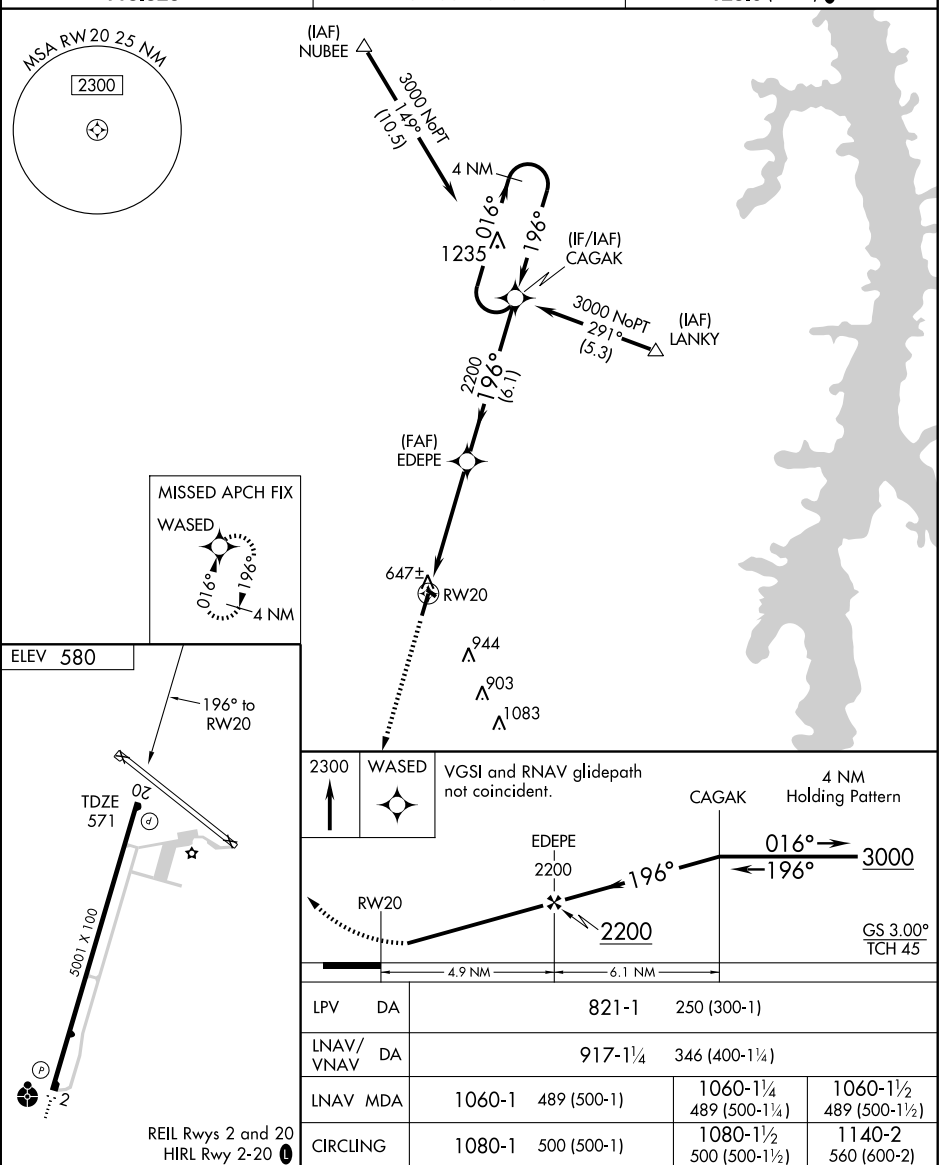 MSA RW 20 25 NM
2300
(IAF)
NUBEE
3000 NoPT
149°
(10.5)
4 NM
016°
196°
1235
(IF/IAF)
CAGAK
3000 NoPT
291°
(5.3)
(IAF)
LANKY
2200
196°
(6.1)
(FAF)
EDEPE
MISSED APCH FIX
WASED
016°
196°
4 NM
647±
RW20
944
903
1083
ELEV 580
196° to
RW20
TDZE
571
20
P
5001 X 100
P
2
REIL Rwys 2 and 20
HIRL Rwy 2-20 L
2300
WASED
VGSI and RNAV glidepath
not coincident.
CAGAK
4 NM
Holding Pattern
EDEPE
2200
016°
196°
3000
196°
RW20
2200
GS 3.00°
TCH 45
4.9 NM
6.1 NM
LPV DA 821-1 250 (300-1)
LNAV/
VNAV DA 917-1¼ 346 (400-1¼)
LNAV MDA 1060-1 489 (500-1) 1060-1¼ 1060-1½
489 (500-1¼) 489 (500-1½)
CIRCLING 1080-1 500 (500-1) 1080-1½ 1140-2
500 (500-1½) 560 (600-2)